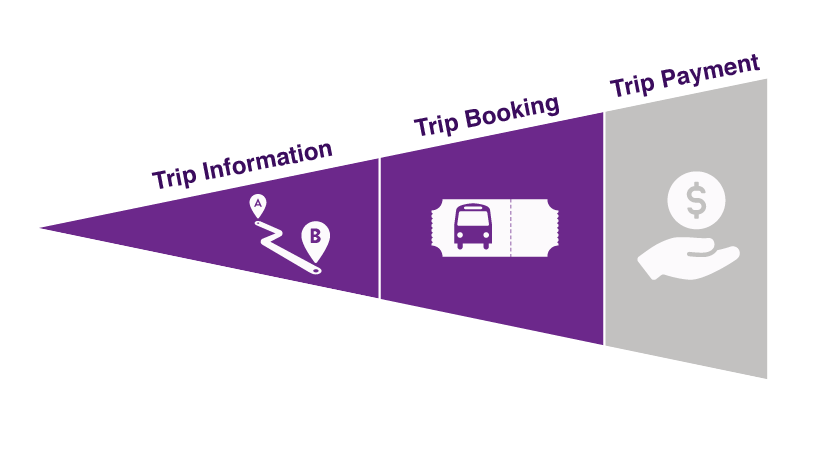 Trip Information
Trip Booking
Trip Payment
A
B
$